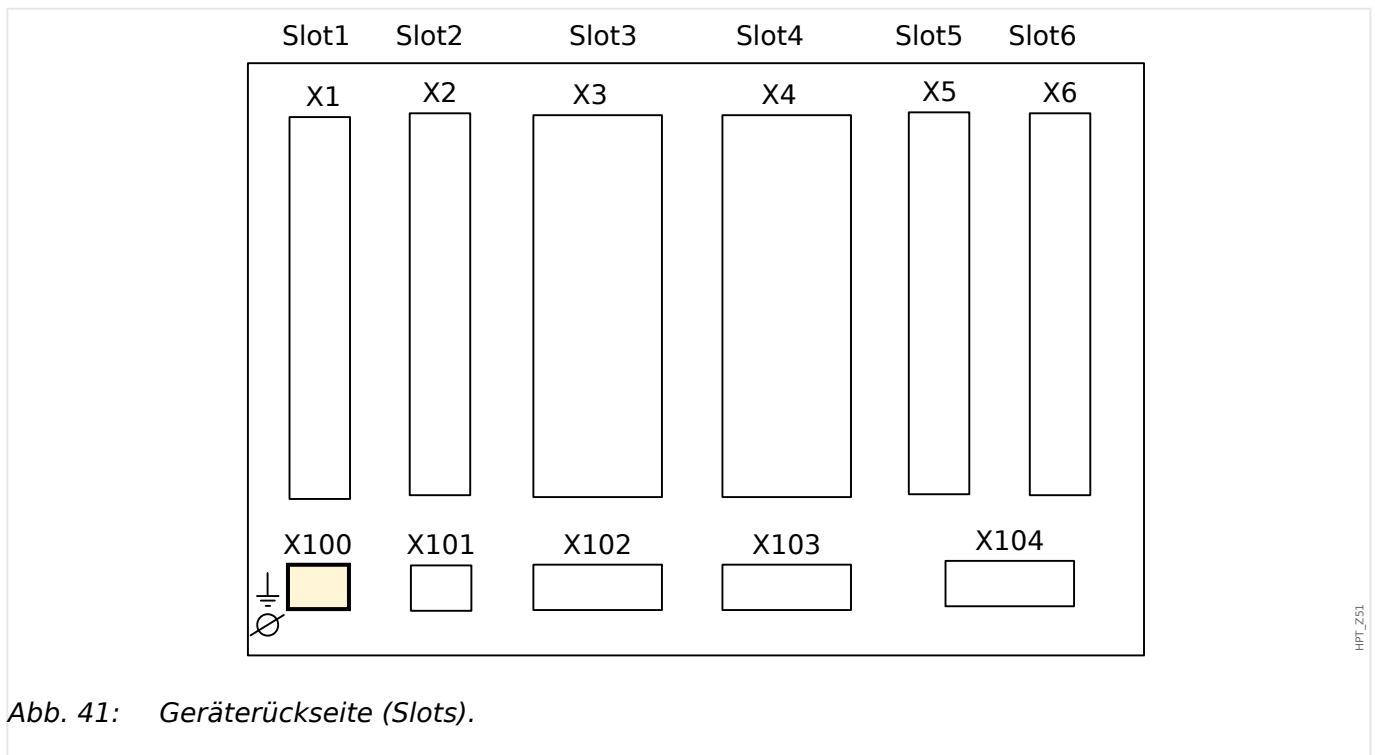 Slot1 Slot2 Slot3 Slot4 Slot5 Slot6
X1 X2 X3 X4 X5 X6
X100 X101 X102 X103 X104
HPT_Z51
Abb. 41: Geräterückseite (Slots).